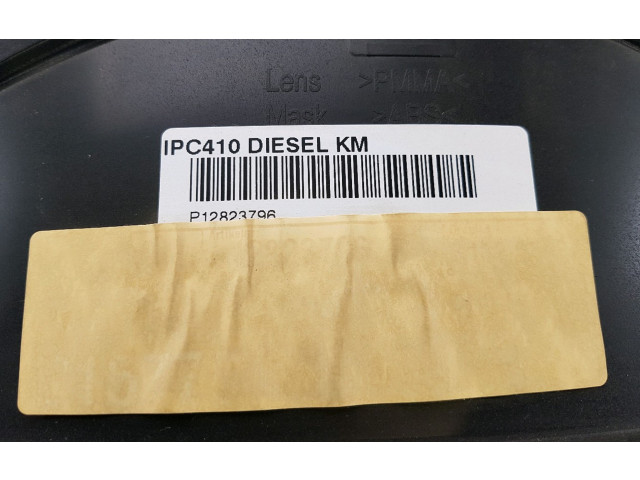 Lens >PMMA<
Mask >ABS<
IPC410 DIESEL KM
P12823796